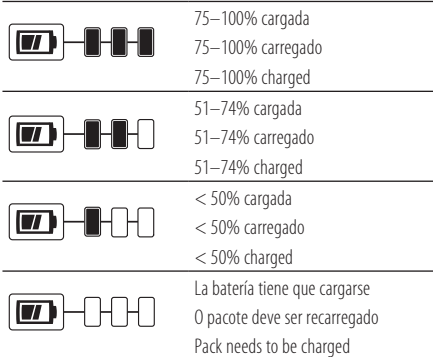 75–100% cargada
75–100% carregado
75–100% charged
51–74% cargada
51–74% carregado
51–74% charged
< 50% cargada
< 50% carregado
< 50% charged
La batería tiene que cargarse
O pacote deve ser recarregado
Pack needs to be charged